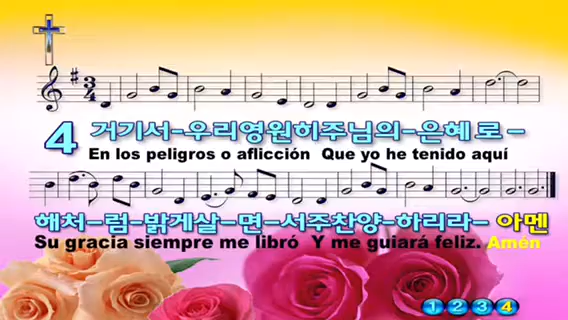 4 거기서-우리영원히주님의-은혜로-
En los peligros o aflicción Que yo he tenido aquí
해처-럼-밝게살-면-서주찬양-하리라- 아멘
Su gracia siempre me libró Y me guiará feliz. Amén
1 2 3 4